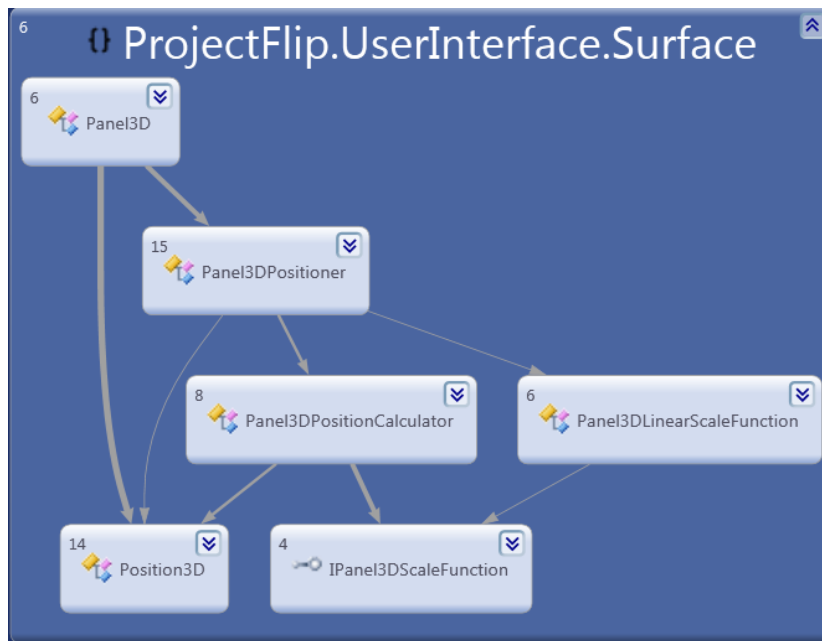 6
{} ProjectFlip.UserInterface.Surface
6
Panel3D
15
Panel3DPositioner
8
Panel3DPositionCalculator
6
Panel3DLinearScaleFunction
14
Position3D
4
IPanel3DScaleFunction